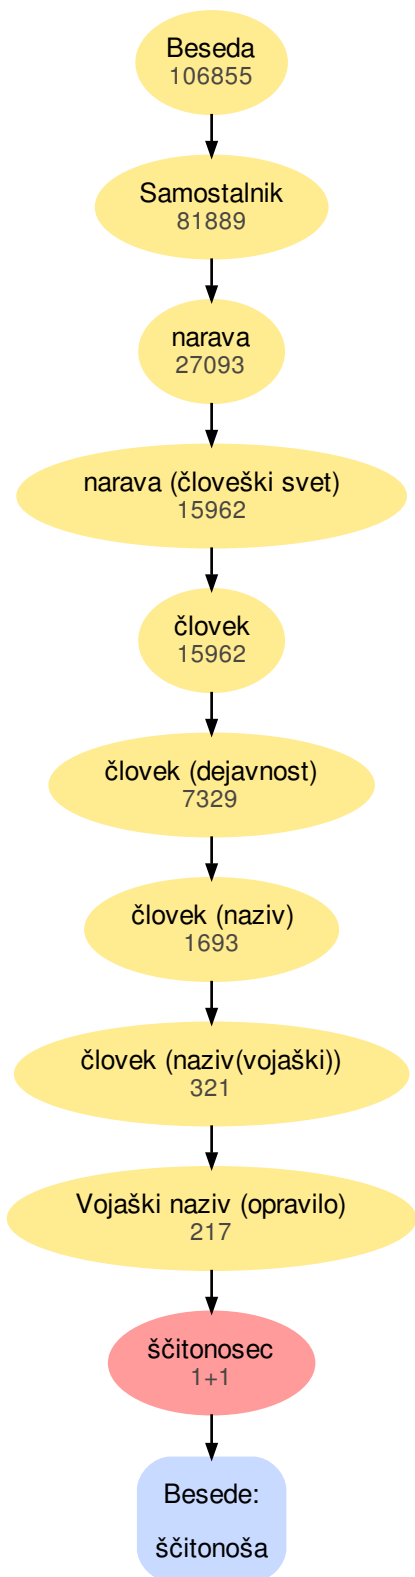 Beseda
106855
Samostalnik
81889
narava
27093
narava (človeški svet)
15962
človek
15962
človek (dejavnost)
7329
človek (naziv)
1693
človek (naziv(vojaški))
321
Vojaški naziv (opravilo)
217
ščitonosec
1+1
Besede:
ščitonoša